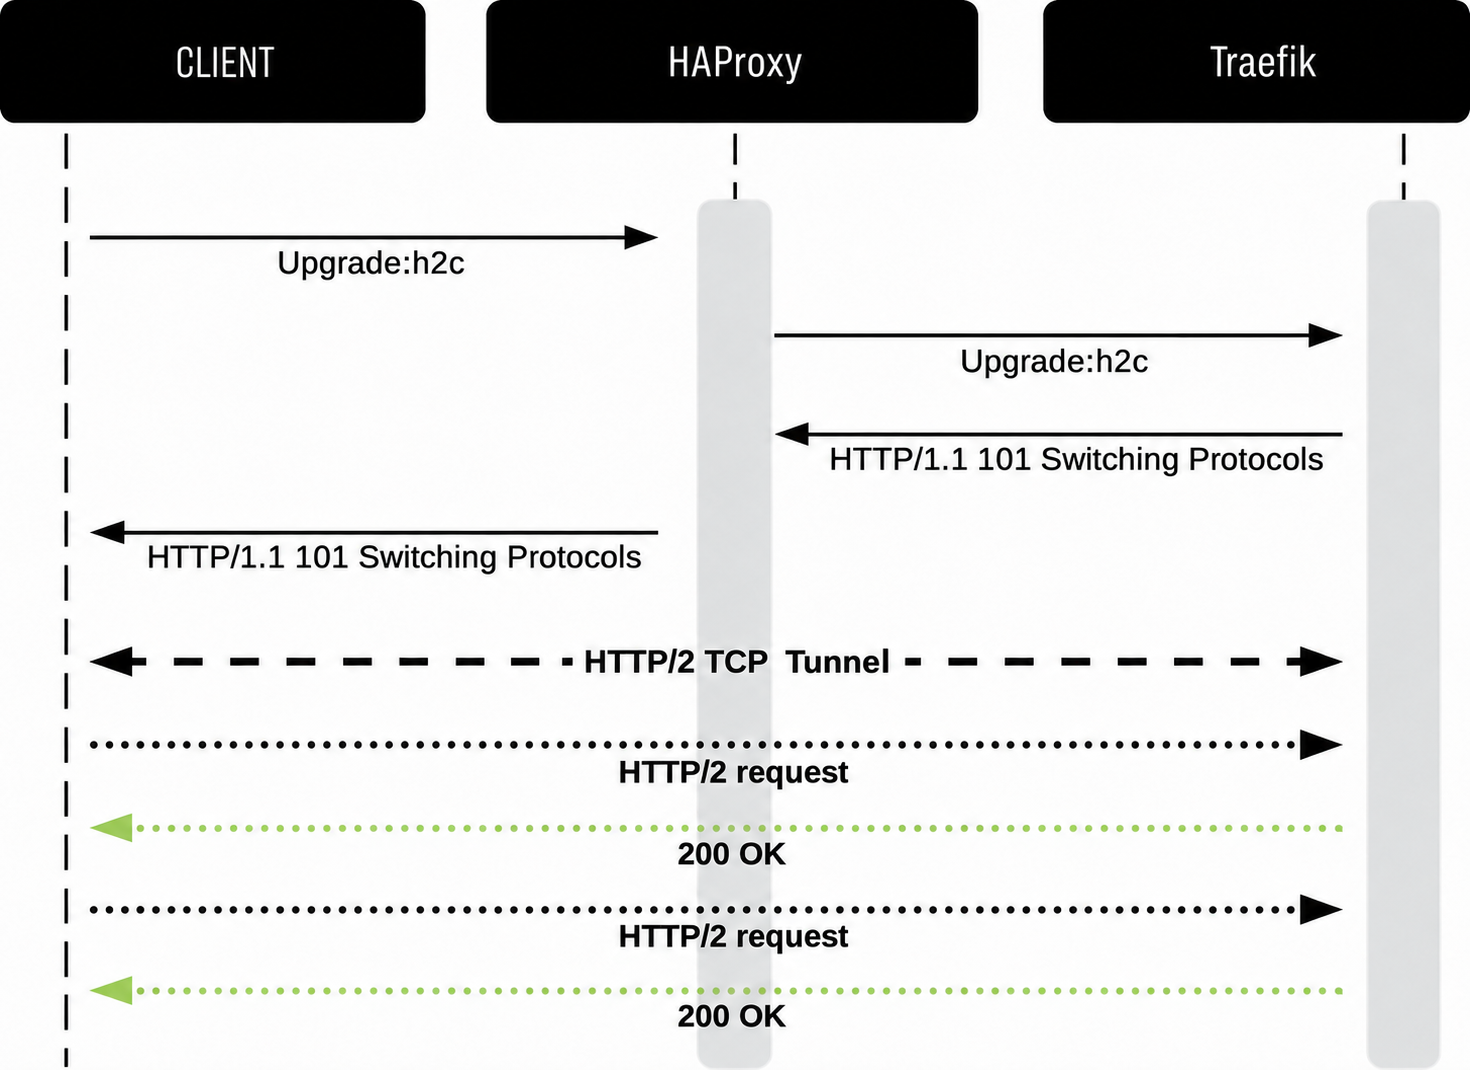 CLIENT
HAProxy
Traefik
Upgrade:h2c
Upgrade:h2c
HTTP/1.1 101 Switching Protocols
HTTP/1.1 101 Switching Protocols
HTTP/2 TCP Tunnel
HTTP/2 request
200 OK
HTTP/2 request
200 OK